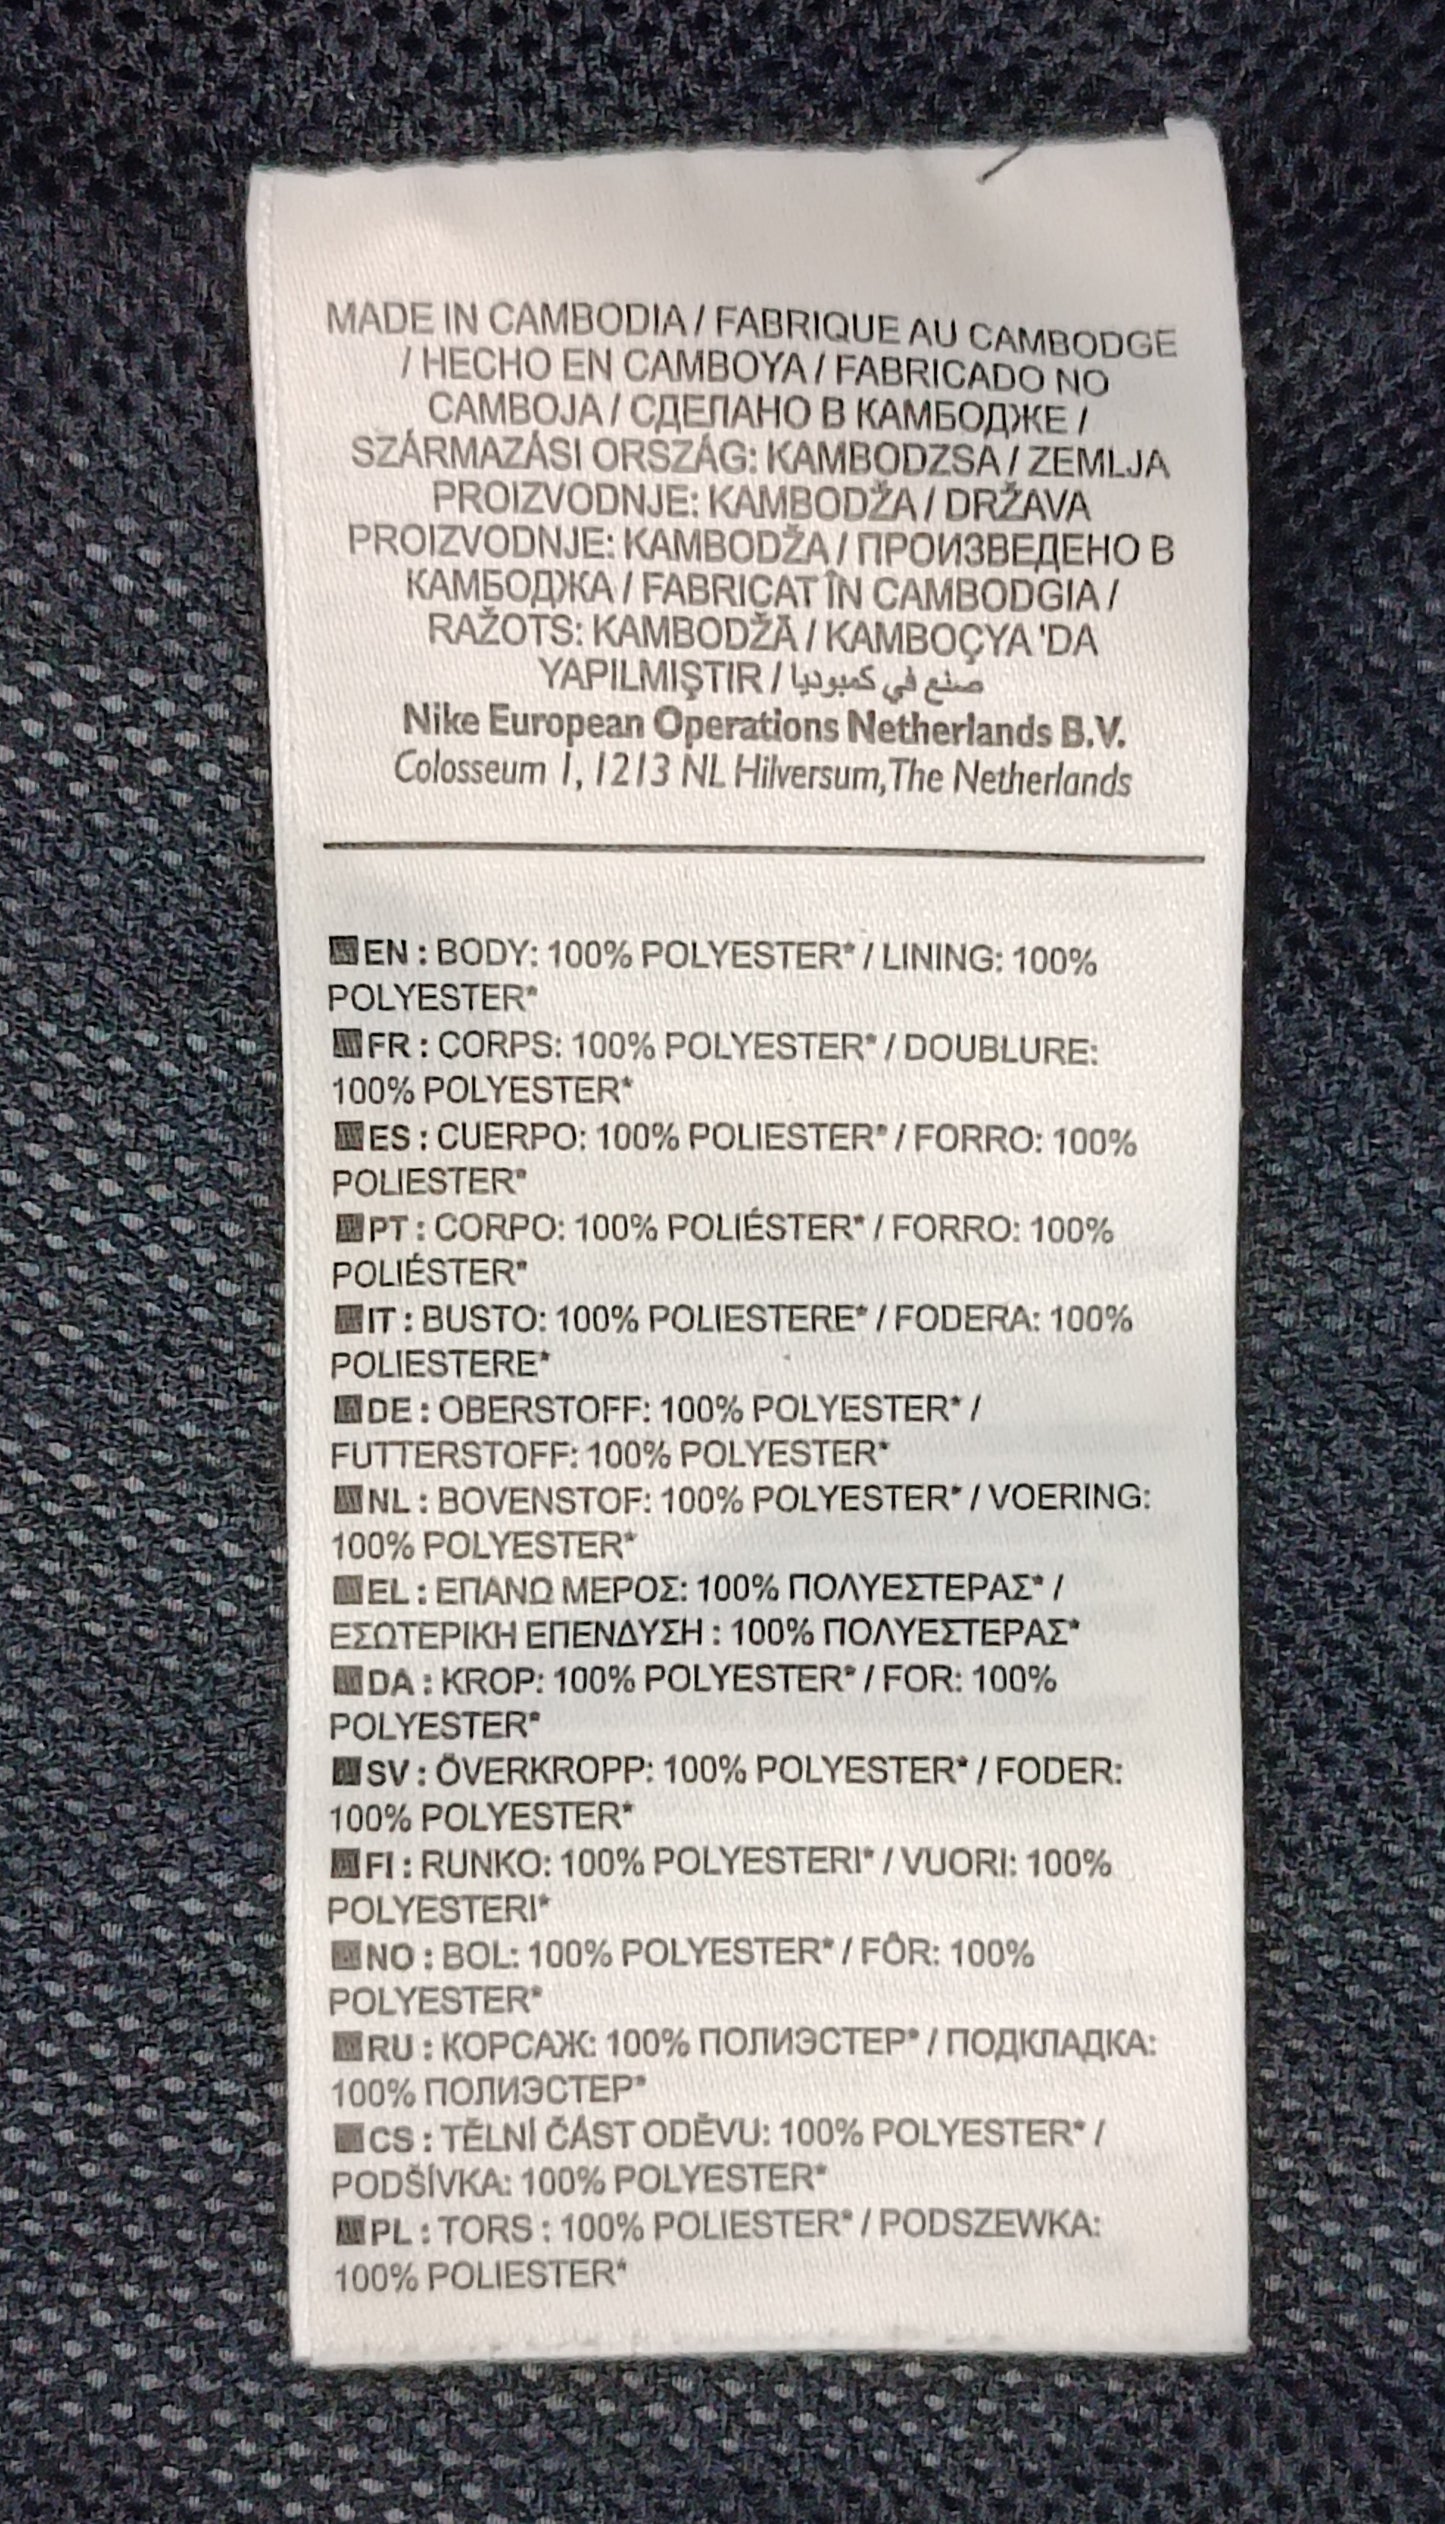 MADE IN CAMBODIA / FABRIQUE AU CAMBODGE
/ HECHO EN CAMBOYA / FABRICADO NO
CAMBOJA / СДЕЛАНО В КАМБОДЖЕ /
SZÁRMAZÁSI ORSZÁG: KAMBODZSA / ZEMLJA
PROIZVODNJE: KAMBODŽA / DRŽAVA
PROIZVODNJE: KAMBODŽA / ПРОИЗВЕДЕНО В
КАМБОДЖА / FABRICAT ÎN CAMBODGIA /
RAŽOTS: KAMBODŽĀ / KAMBOÇYA 'DA
YAPILMIŞTIR / صنع في كمبوديا
Nike European Operations Netherlands B.V.
Colosseum 1, 1213 NL Hilversum, The Netherlands
EN : BODY: 100% POLYESTER* / LINING: 100%
POLYESTER*
FR : CORPS: 100% POLYESTER* / DOUBLURE:
100% POLYESTER*
ES : CUERPO: 100% POLIESTER* / FORRO: 100%
POLIESTER*
PT : CORPO: 100% POLIÉSTER* / FORRO: 100%
POLIÉSTER*
IT : BUSTO: 100% POLIESTERE* / FODERA: 100%
POLIESTERE*
DE : OBERSTOFF: 100% POLYESTER* /
FUTTERSTOFF: 100% POLYESTER*
NL : BOVENSTOF: 100% POLYESTER* / VOERING:
100% POLYESTER*
EL : ΕΠΑΝΩ ΜΕΡΟΣ: 100% ΠΟΛΥΕΣΤΕΡΑΣ* /
ΕΣΩΤΕΡΙΚΗ ΕΠΕΝΔΥΣΗ : 100% ΠΟΛΥΕΣΤΕΡΑΣ*
DA : KROP: 100% POLYESTER* / FOR: 100%
POLYESTER*
SV : ÖVERKROPP: 100% POLYESTER* / FODER:
100% POLYESTER*
FI : RUNKO: 100% POLYESTERI* / VUORI: 100%
POLYESTERI*
NO : BOL: 100% POLYESTER* / FÔR: 100%
POLYESTER*
RU : КОРСАЖ: 100% ПОЛИЭСТЕР* / ПОДКЛАДКА:
100% ПОЛИЭСТЕР*
CS : TĚLNÍ ČÁST ODĚVU: 100% POLYESTER* /
PODŠÍVKA: 100% POLYESTER*
PL : TORS : 100% POLIESTER* / PODSZEWKA:
100% POLIESTER*